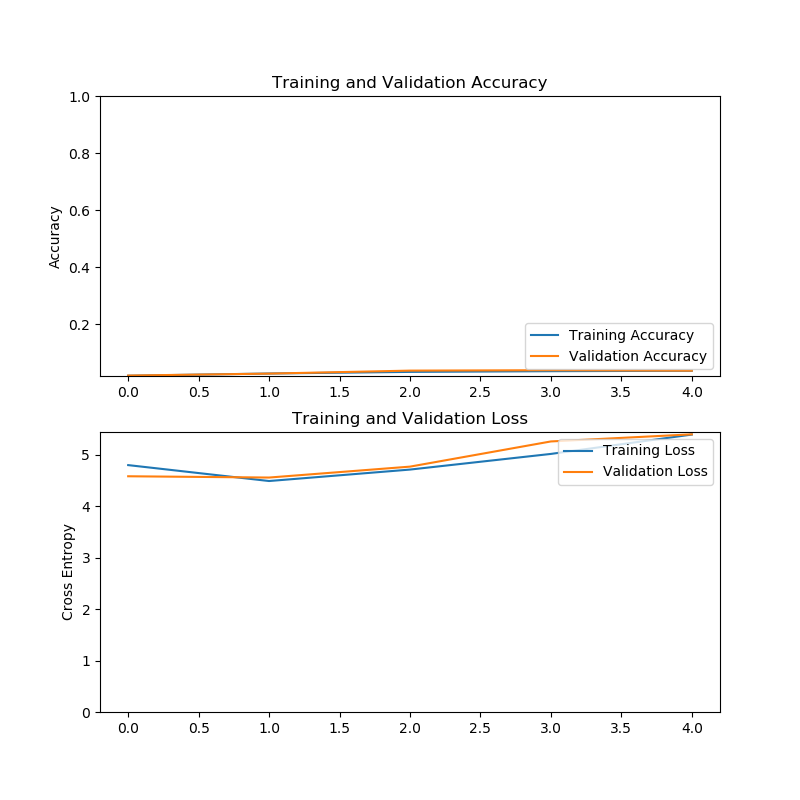 Training and Validation Accuracy
1.0
0.8
0.6
0.4
0.2
Accuracy
Training Accuracy
Validation Accuracy
0.0 0.5 1.0 1.5 2.0 2.5 3.0 3.5 4.0
Training and Validation Loss
5
4
3
2
1
0
Cross Entropy
Training Loss
Validation Loss
0.0 0.5 1.0 1.5 2.0 2.5 3.0 3.5 4.0